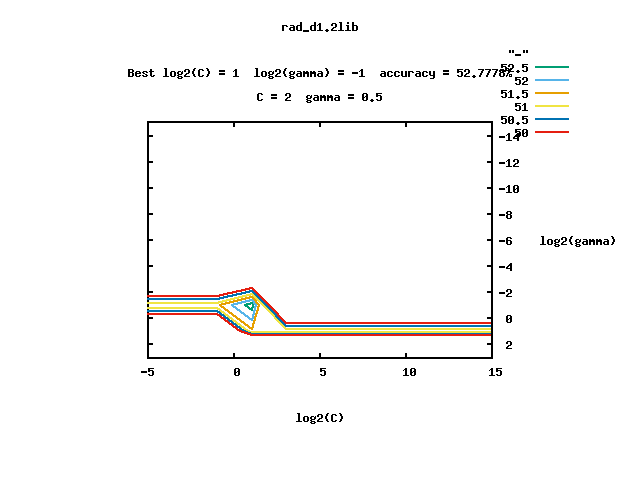 rad_d1.2lib
"-"
Best log2(C) = 1  log2(gamma) = -1  accuracy = 52.7778%
52.5
52
51.5
C = 2  gamma = 0.5
51
50.5
50
-14
-12
-10
-8
-6
log2(gamma)
-4
-2
0
2
-5 0 5 10 15
log2(C)